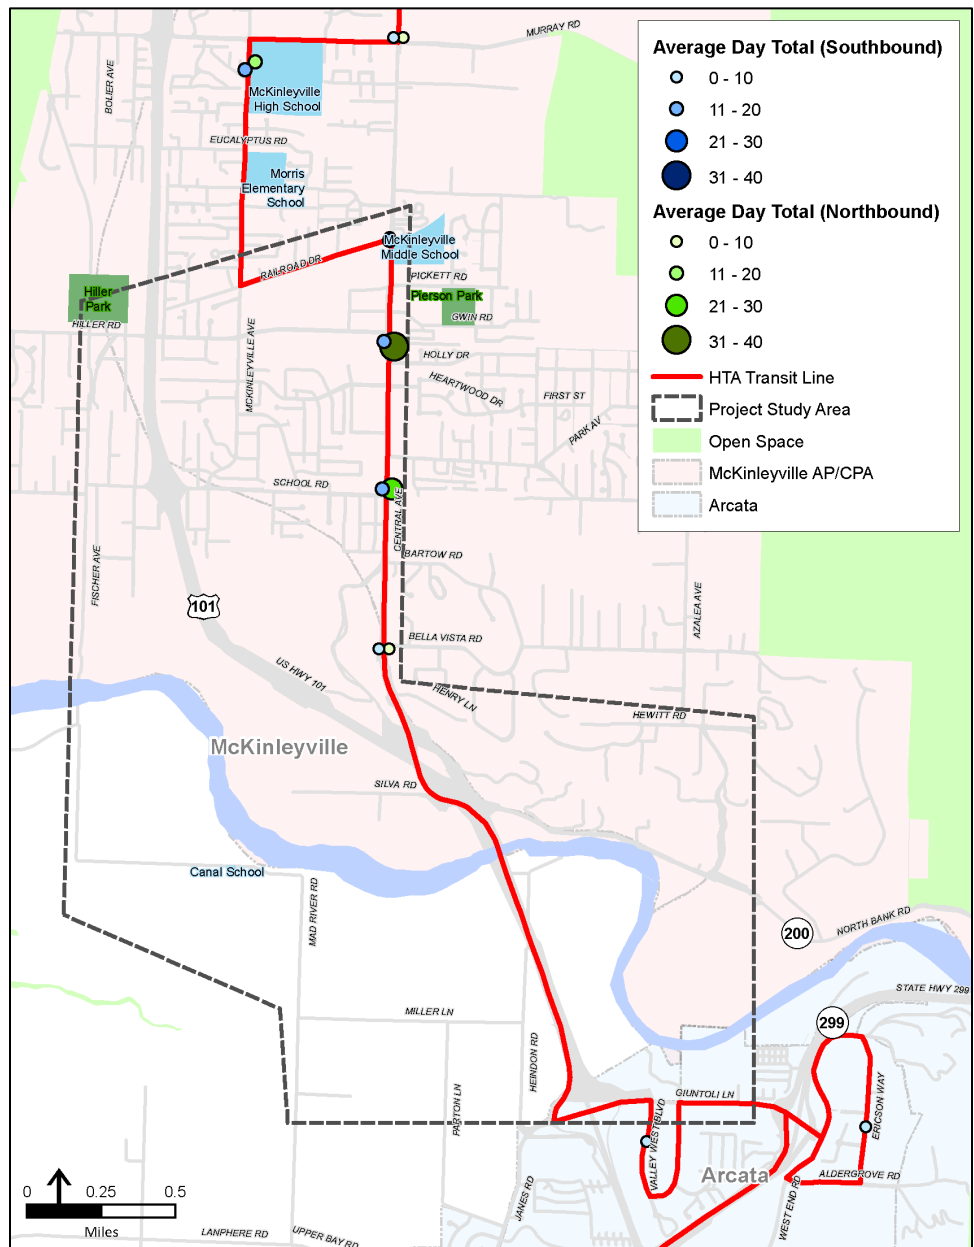 MURRAY RD
BOLIER AVE
McKinleyville
High School
EUCALYPTUS RD
Morris
Elementary
School
McKinleyville
Middle School
RAILROAD DR
PICKETT RD
Hiller
Park
Pierson Park
GWIN RD
HILLER RD
MCKINLEYVILLE AVE
HOLLY DR
HEARTWOOD DR
FIRST ST
PARK AV
SCHOOL RD
CENTRAL AVE
BARTOW RD
FISCHER AVE
101
AZALEA AVE
BELLA VISTA RD
US HWY 101
HENRY LN
HEWITT RD
McKinleyville
SILVA RD
Canal School
MAD RIVER RD
NORTH BANK RD
200
STATE HWY 299
299
MILLER LN
HEINDON RD
PARTON LN
GIUNTOLI LN
VALLEY WEST BLVD
ERICSON WAY
Arcata
ALDERGROVE RD
WEST END RD
JANES RD
LANPHERE RD
UPPER BAY RD
0 0.25 0.5
Miles
Average Day Total (Southbound)
0 - 10
11 - 20
21 - 30
31 - 40
Average Day Total (Northbound)
0 - 10
11 - 20
21 - 30
31 - 40
HTA Transit Line
Project Study Area
Open Space
McKinleyville AP/CPA
Arcata